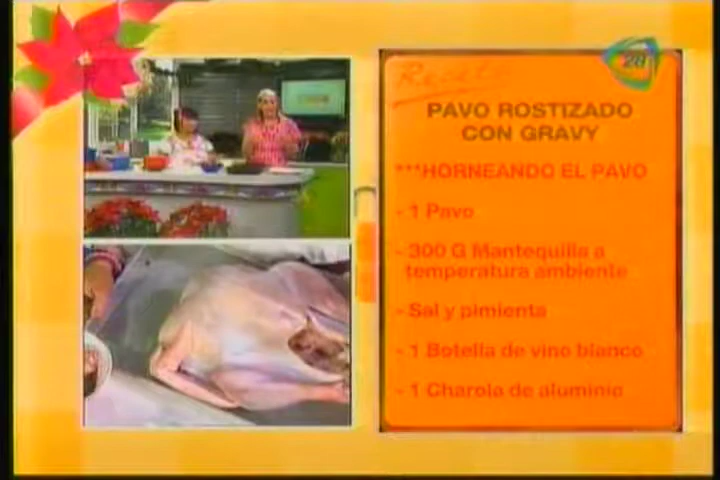 Receta
28
PAVO ROSTIZADO
CON GRAVY
***HORNEANDO EL PAVO
- 1 Pavo
- 300 G Mantequilla a
temperatura ambiente
- Sal y pimienta
- 1 Botella de vino blanco
- 1 Charola de aluminio